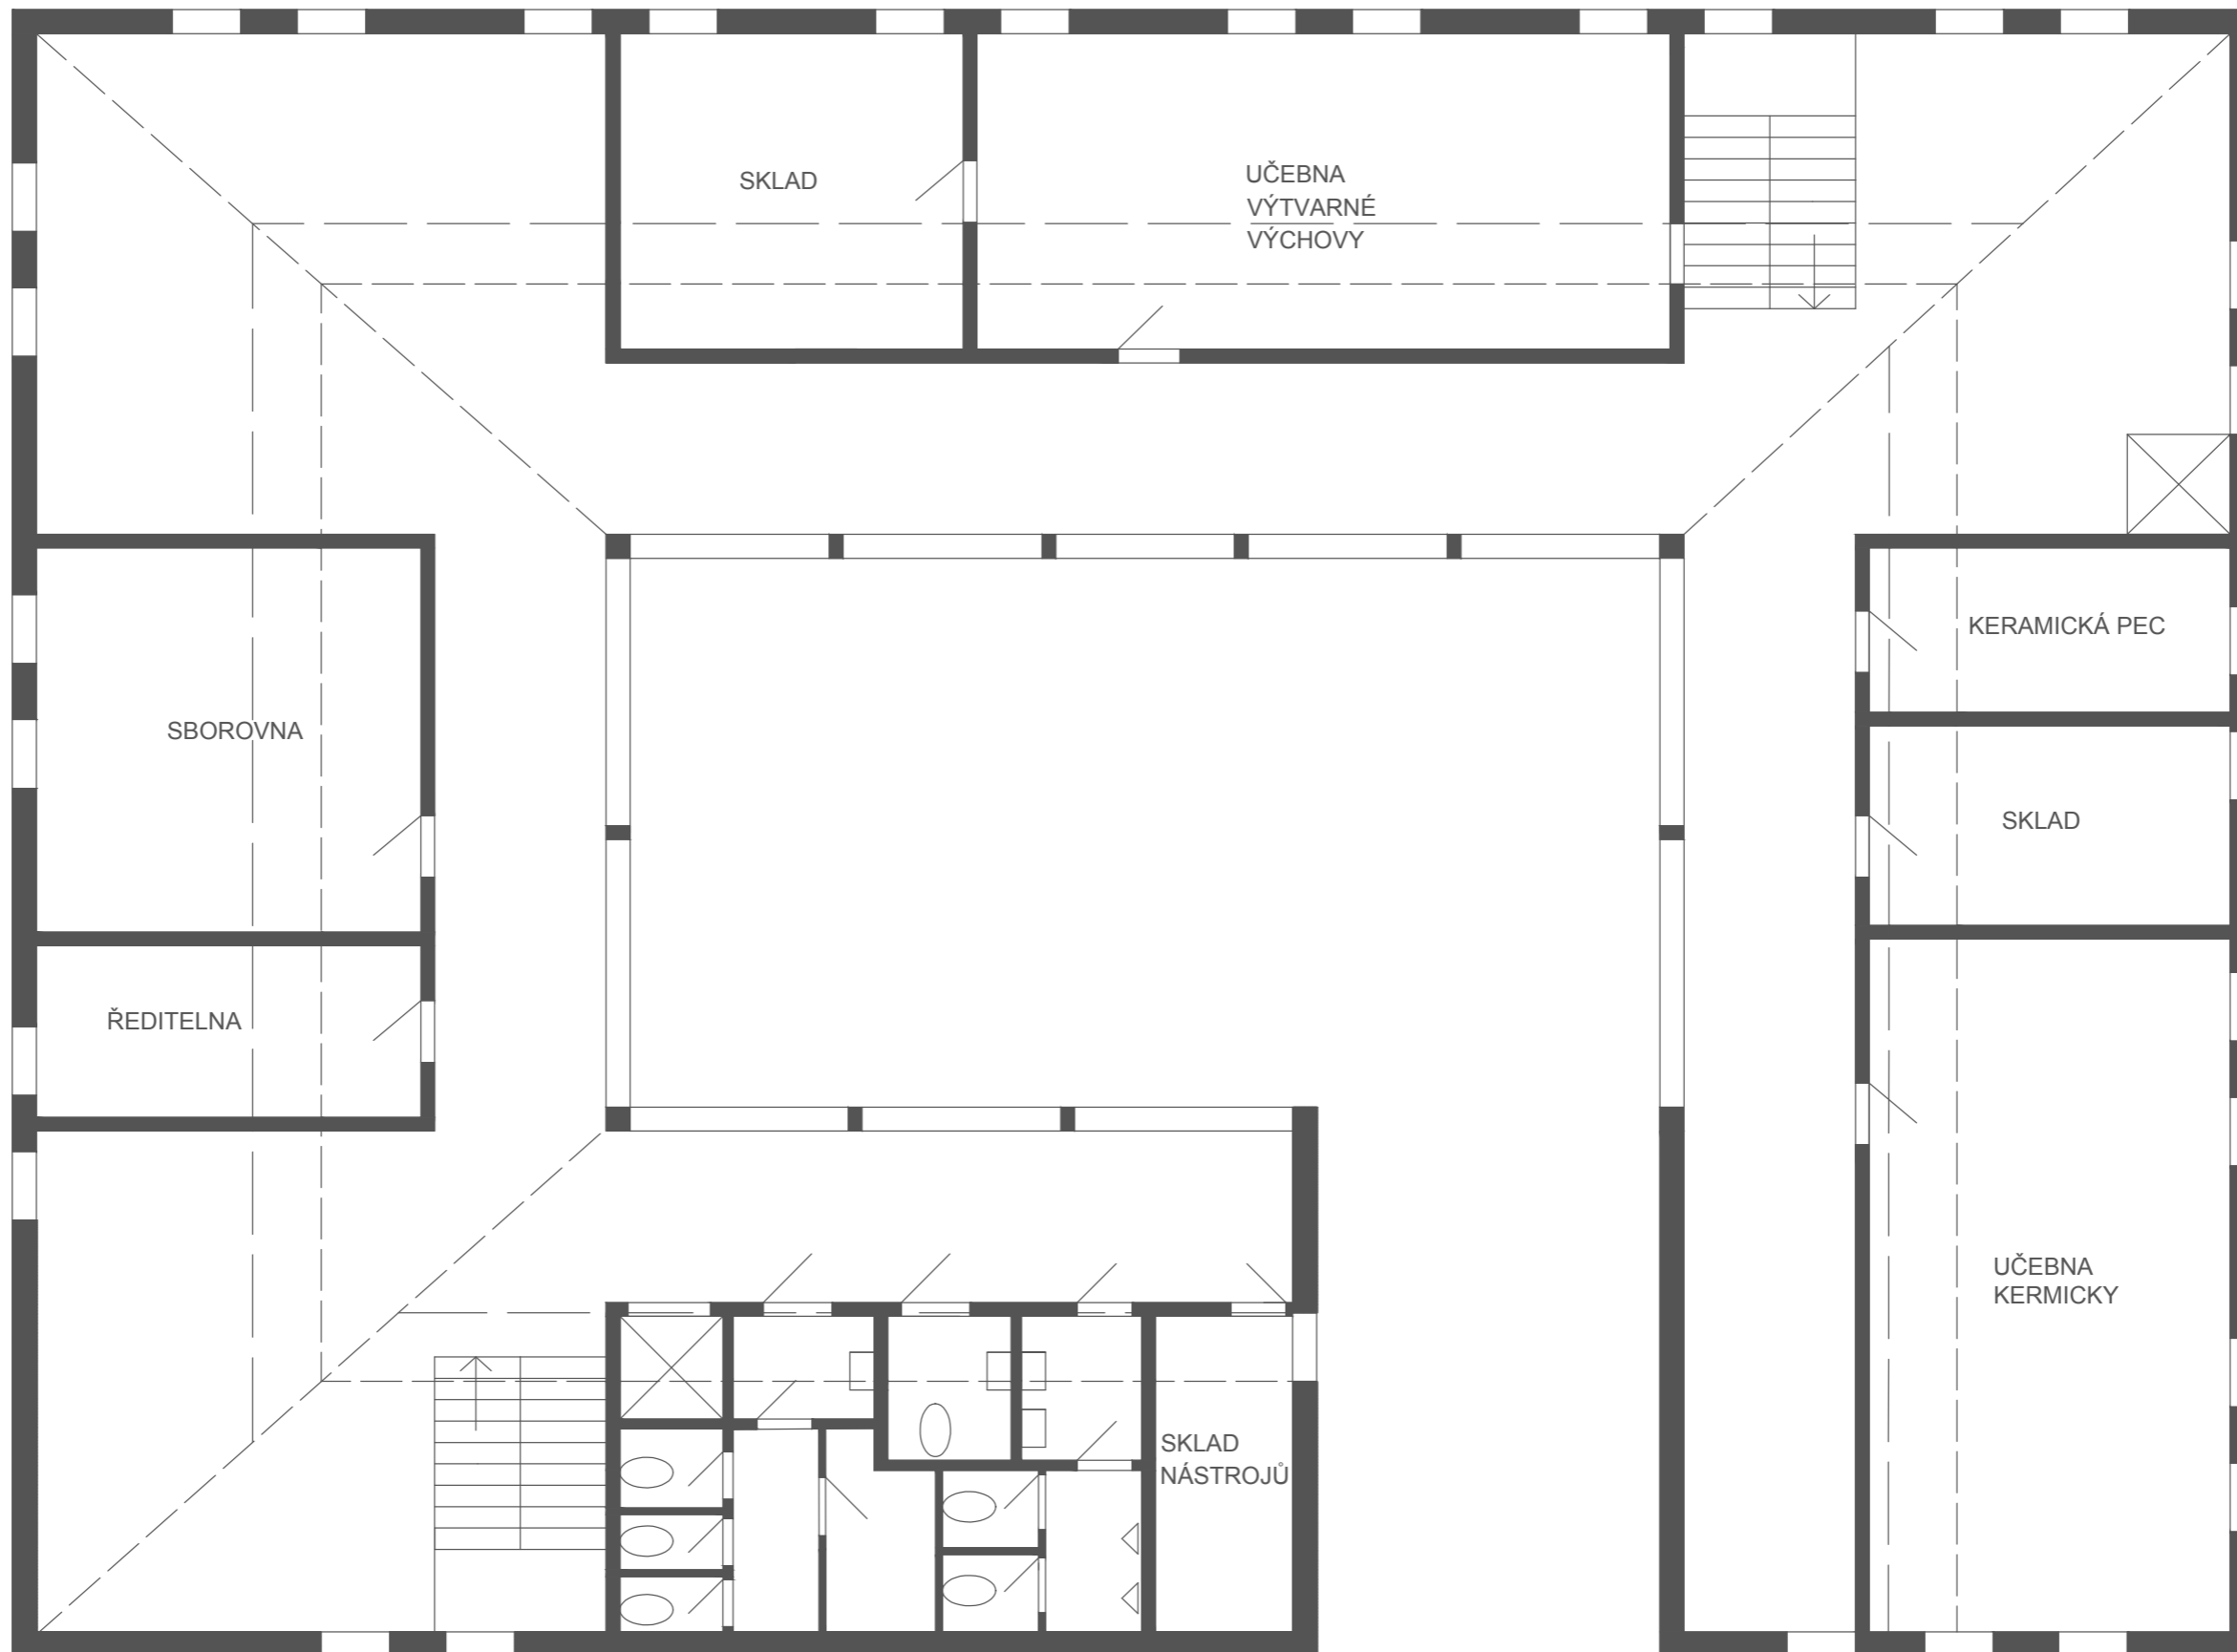 SKLAD
UČEBNA
VÝTVARNÉ
VÝCHOVY
KERAMICKÁ PEC
SBOROVNA
SKLAD
ŘEDITELNA
UČEBNA
KERMICKY
SKLAD
NÁSTROJŮ